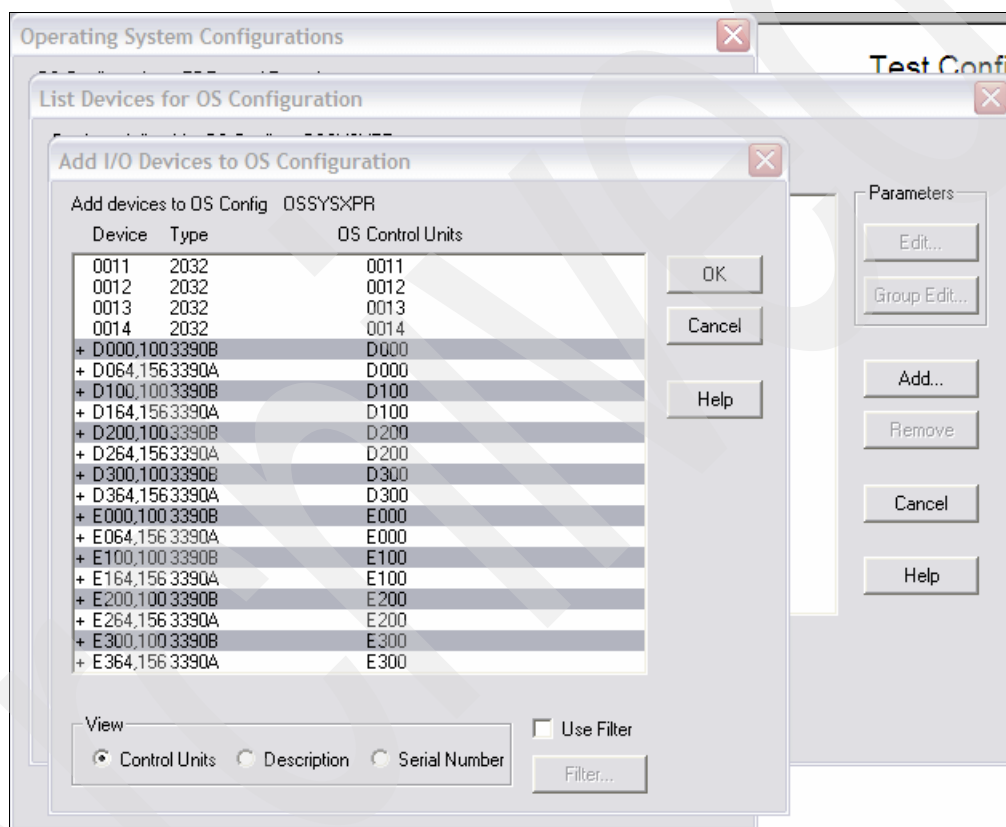 Operating System Configurations
Test Confi
List Devices for OS Configuration
Add I/O Devices to OS Configuration
Add devices to OS Config OSSYSXPR
Device Type OS Control Units
0011 2032 0011
0012 2032 0012
0013 2032 0013
0014 2032 0014
+ D000,100 3390B D000
+ D064,156 3390A D000
+ D100,100 3390B D100
+ D164,156 3390A D100
+ D200,100 3390B D200
+ D264,156 3390A D200
+ D300,100 3390B D300
+ D364,156 3390A D300
+ E000,100 3390B E000
+ E064,156 3390A E000
+ E100,100 3390B E100
+ E164,156 3390A E100
+ E200,100 3390B E200
+ E264,156 3390A E200
+ E300,100 3390B E300
+ E364,156 3390A E300
OK
Cancel
Help
View
Control Units Description Serial Number
Use Filter
Filter...
Parameters
Edit...
Group Edit...
Add...
Remove
Cancel
Help